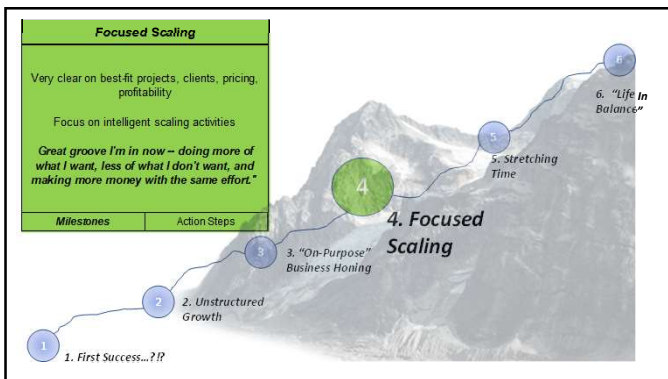 Focused Scaling
Very clear on best-fit projects, clients, pricing,
profitability
Focus on intelligent scaling activities
Great groove I'm in now – doing more of
what I want, less of what I don't want, and
making more money with the same effort."
Milestones
Action Steps
6
6. "Life In
Balance"
5
5. Stretching
Time
4
4. Focused
Scaling
3
3. "On-Purpose"
Business Honing
2
2. Unstructured
Growth
1
1. First Success...?!?